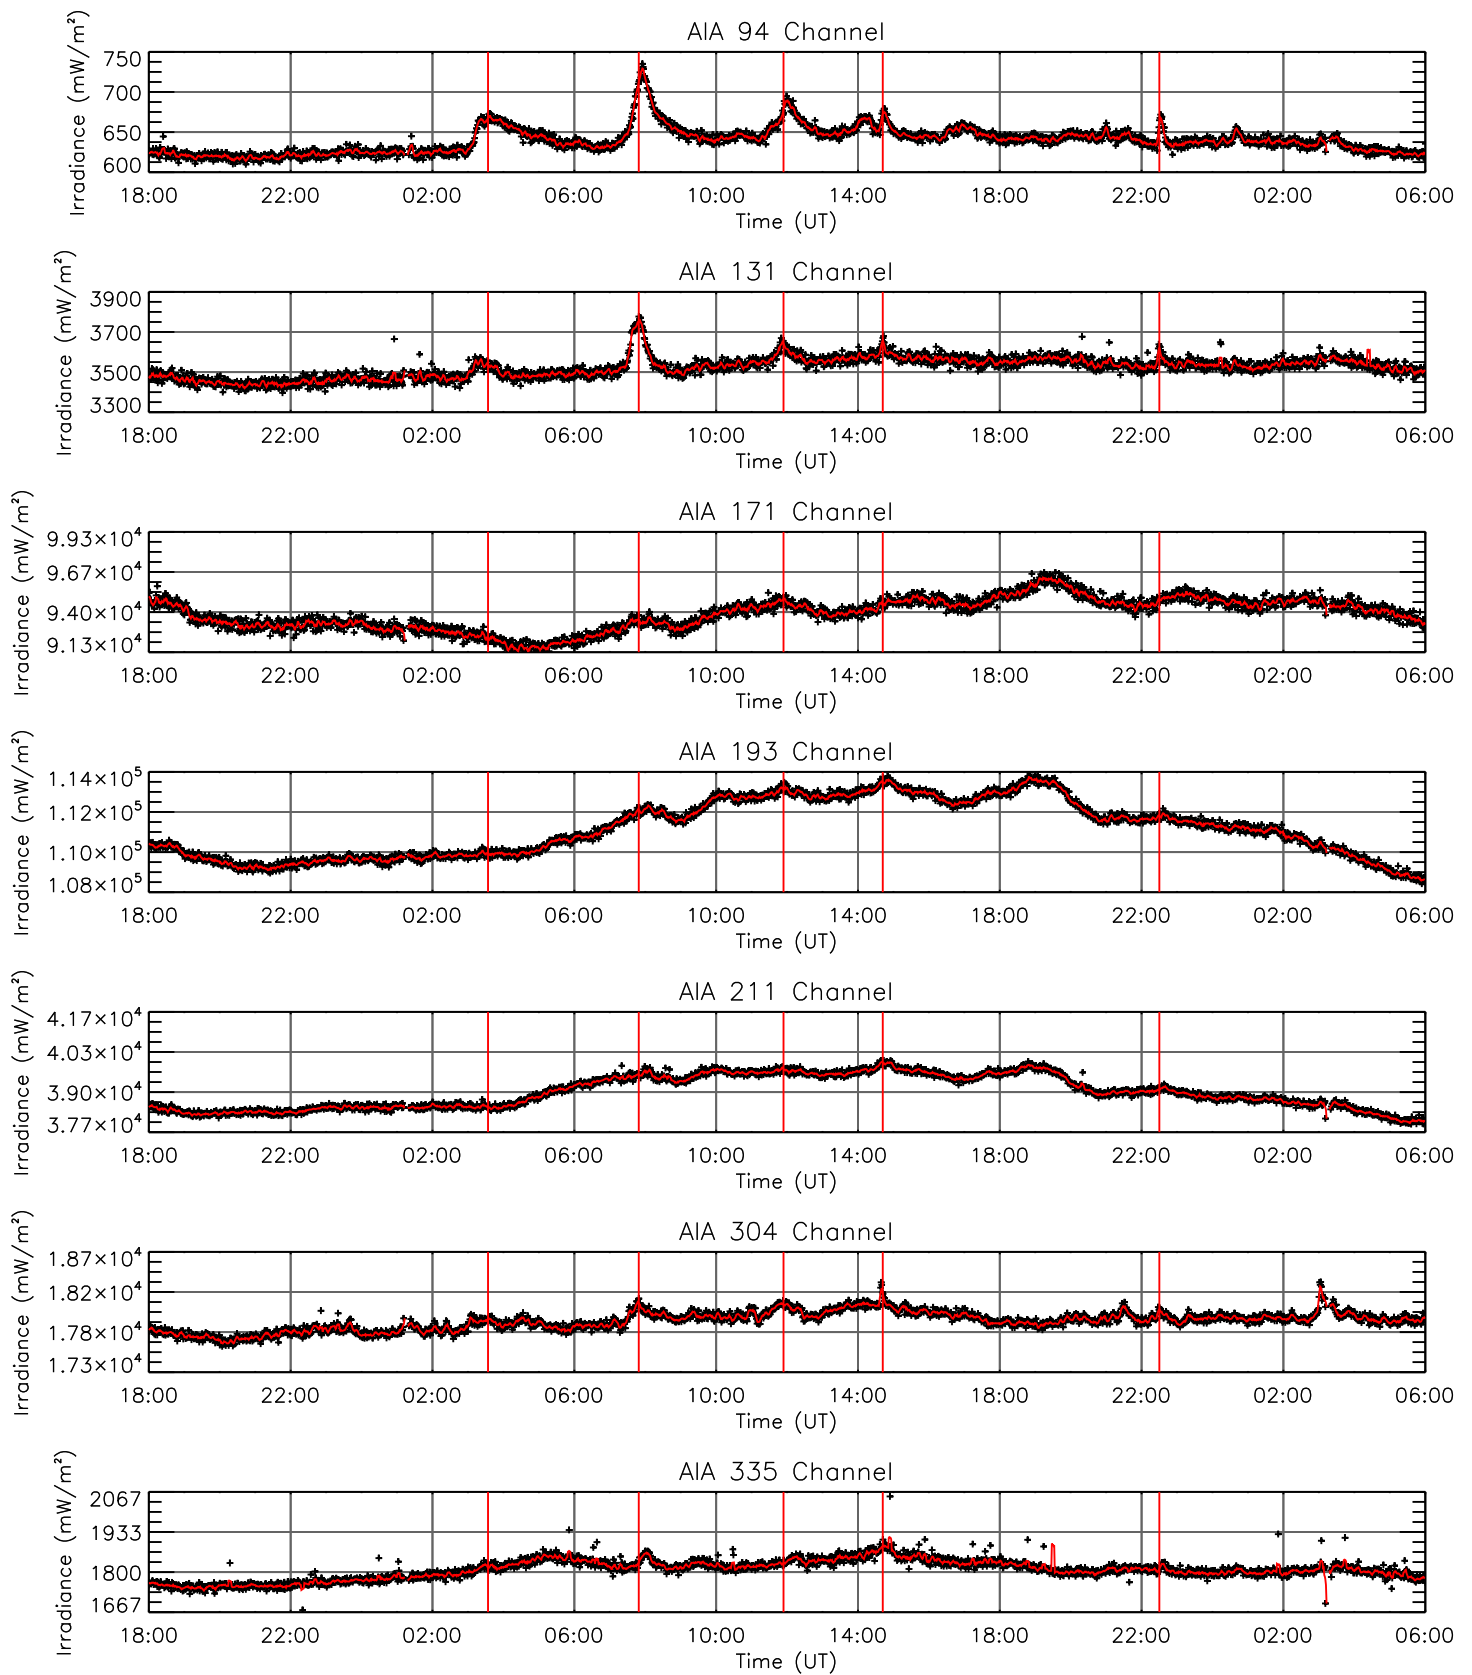 AIA 94 Channel
Irradiance (mW/m²)
750
700
650
600
18:00 22:00 02:00 06:00 10:00 14:00 18:00 22:00 02:00 06:00
Time (UT)
AIA 131 Channel
Irradiance (mW/m²)
3900
3700
3500
3300
18:00 22:00 02:00 06:00 10:00 14:00 18:00 22:00 02:00 06:00
Time (UT)
AIA 171 Channel
Irradiance (mW/m²)
9.93×10⁴
9.67×10⁴
9.40×10⁴
9.13×10⁴
18:00 22:00 02:00 06:00 10:00 14:00 18:00 22:00 02:00 06:00
Time (UT)
AIA 193 Channel
Irradiance (mW/m²)
1.14×10⁵
1.12×10⁵
1.10×10⁵
1.08×10⁵
18:00 22:00 02:00 06:00 10:00 14:00 18:00 22:00 02:00 06:00
Time (UT)
AIA 211 Channel
Irradiance (mW/m²)
4.17×10⁴
4.03×10⁴
3.90×10⁴
3.77×10⁴
18:00 22:00 02:00 06:00 10:00 14:00 18:00 22:00 02:00 06:00
Time (UT)
AIA 304 Channel
Irradiance (mW/m²)
1.87×10⁴
1.82×10⁴
1.78×10⁴
1.73×10⁴
18:00 22:00 02:00 06:00 10:00 14:00 18:00 22:00 02:00 06:00
Time (UT)
AIA 335 Channel
Irradiance (mW/m²)
2067
1933
1800
1667
18:00 22:00 02:00 06:00 10:00 14:00 18:00 22:00 02:00 06:00
Time (UT)